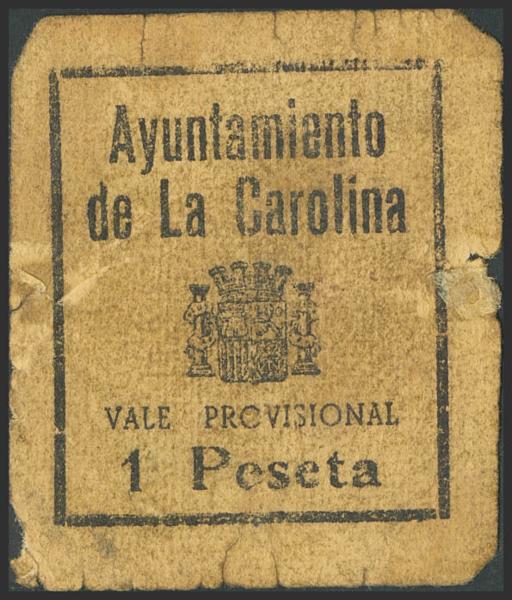 Ayuntamiento
de La Carolina
VALE PROVISIONAL
1 Peseta